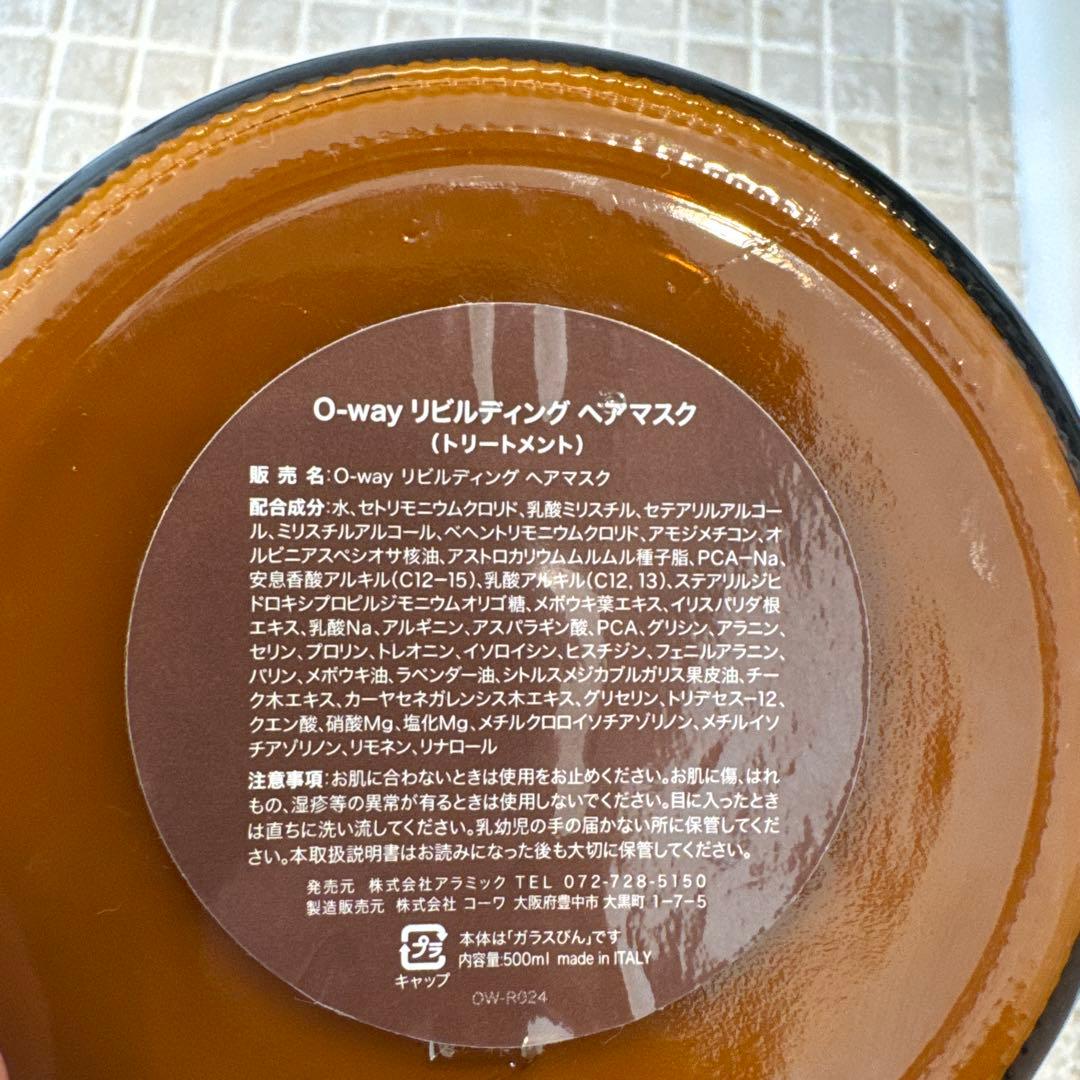 O-way リビルディング ヘアマスク
（トリートメント）
販 売 名：O-way リビルディング ヘアマスク
配合成分：水、セトリモニウムクロリド、乳酸ミリスチル、セテアリルアルコー
ル、ミリスチルアルコール、ベヘントリモニウムクロリド、アモジメチコン、オ
ルビニアスペシオサ核油、アストロカリウムムルムル種子脂、PCA-Na、
安息香酸アルキル(C12-15)、乳酸アルキル(C12, 13)、ステアリルジヒ
ドロキシプロピルジモニウムオリゴ糖、メボウキ葉エキス、イリスパリダ根
エキス、乳酸Na、アルギニン、アスパラギン酸、PCA、グリシン、アラニン、
セリン、プロリン、トレオニン、イソロイシン、ヒスチジン、フェニルアラニン、
バリン、メボウキ油、ラベンダー油、シトルスメジカブルガリス果皮油、チー
ク木エキス、カーヤセネガレンシス木エキス、グリセリン、トリデセス-12、
クエン酸、硝酸Mg、塩化Mg、メチルクロロイソチアゾリノン、メチルイソ
チアゾリノン、リモネン、リナロール
注意事項：お肌に合わないときは使用をお止めください。お肌に傷、はれ
もの、湿疹等の異常が有るときは使用しないでください。目に入ったとき
は直ちに洗い流してください。乳幼児の手の届かない所に保管してくだ
さい。本取扱説明書はお読みになった後も大切に保管してください。
発売元 株式会社アラミック TEL 072-728-5150
製造販売元 株式会社 コーワ 大阪府豊中市 大黒町 1-7-5
プラ 本体は「ガラスびん」です
キャップ 内容量:500ml made in ITALY
OW-R024